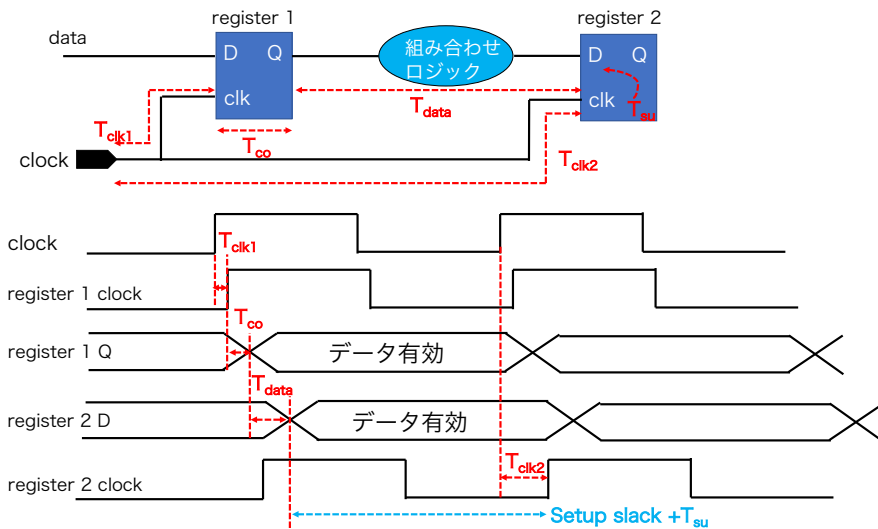 register 1
register 2
data
D Q
組み合わせ
ロジック
D Q
clk
clk
Tdata
Tsu
Tclk1
Tco
clock
Tclk2
clock
Tclk1
register 1 clock
Tco
register 1 Q
データ有効
Tdata
register 2 D
データ有効
Tclk2
register 2 clock
Setup slack +Tsu